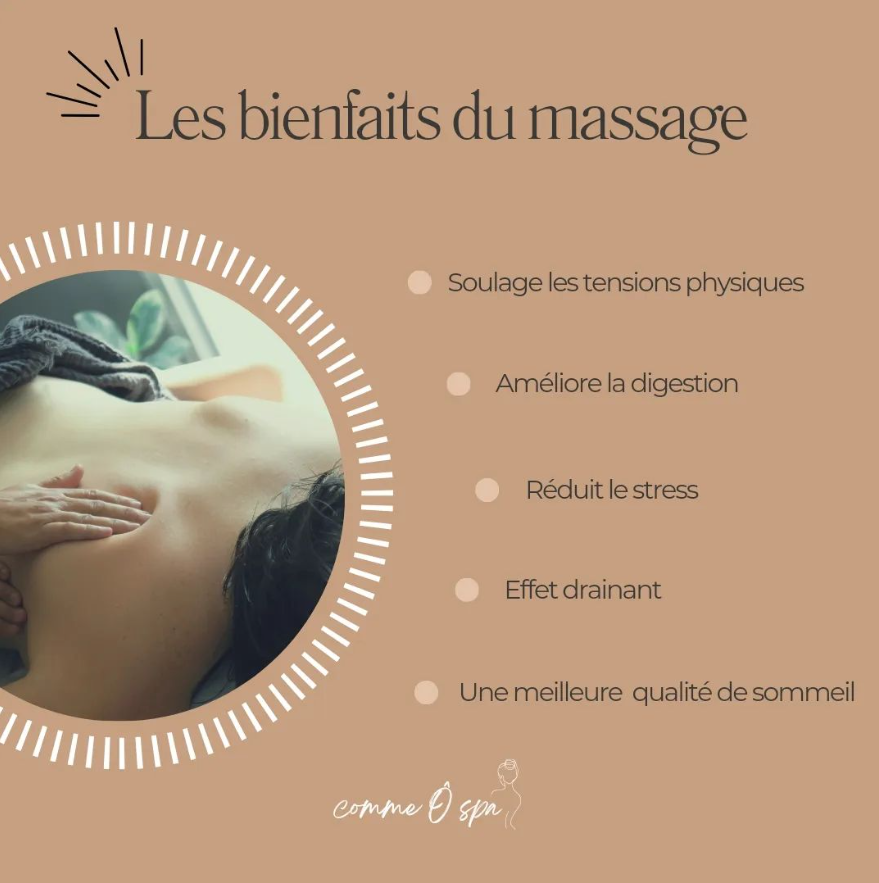 Les bienfaits du massage
Soulage les tensions physiques
Améliore la digestion
Réduit le stress
Effet drainant
Une meilleure qualité de sommeil
comme Ô spa